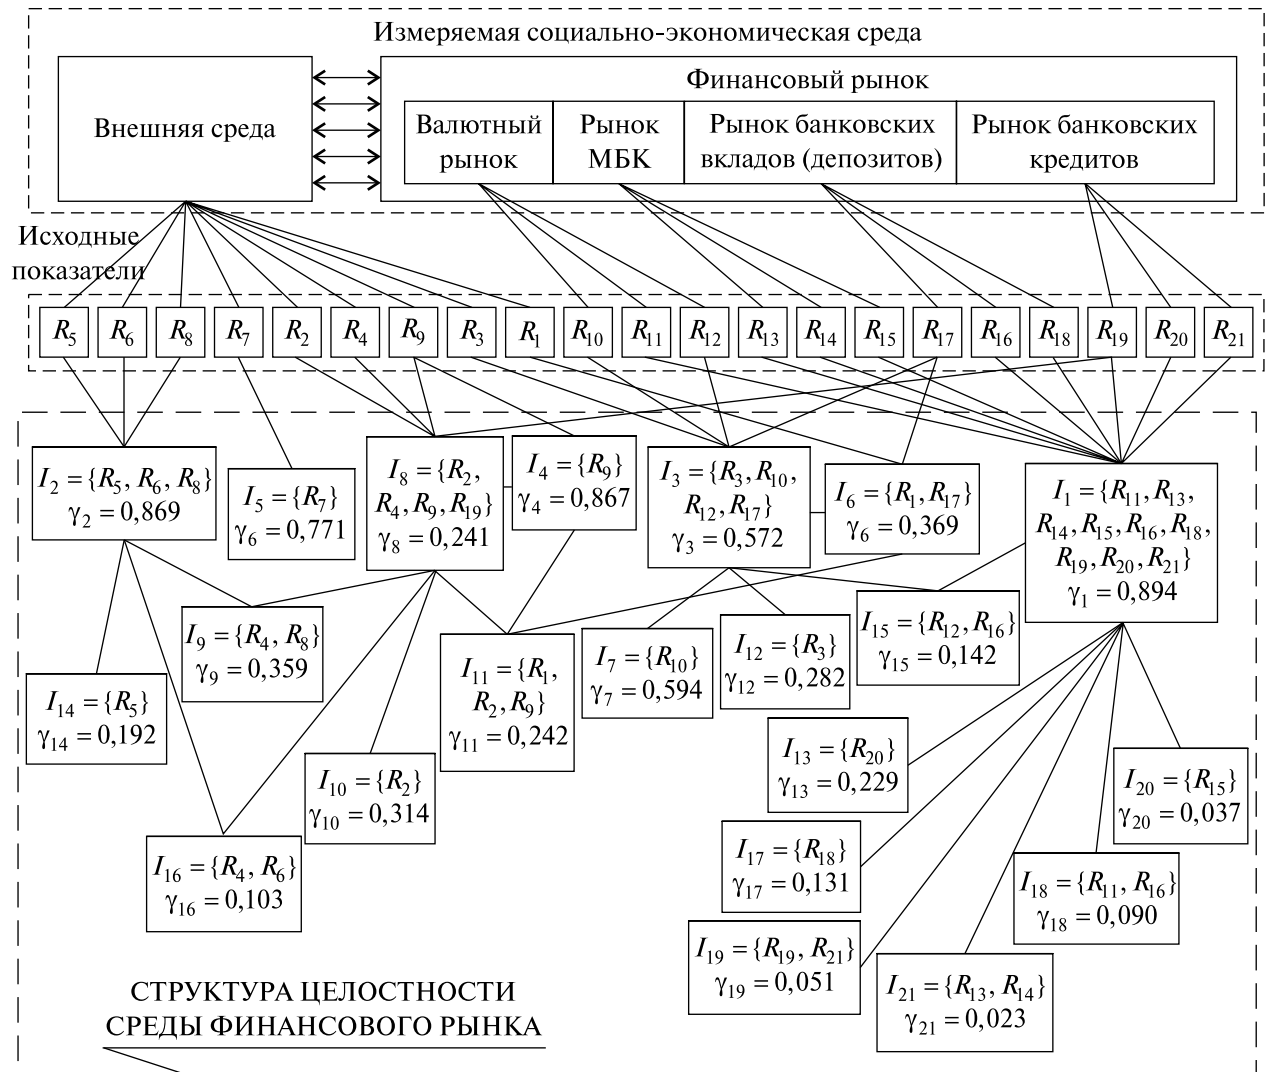 Измеряемая социально-экономическая среда
Внешняя среда
Финансовый рынок
Валютный
рынок
Рынок
МБК
Рынок банковских
вкладов (депозитов)
Рынок банковских
кредитов
Исходные
показатели
R5 R6 R8 R7 R2 R4 R9 R3 R1 R10 R11 R12 R13 R14 R15 R17 R16 R18 R19 R20 R21
I2 = {R5, R6, R8}
γ2 = 0,869
I5 = {R7}
γ6 = 0,771
I8 = {R2,
R4, R9, R19}
γ8 = 0,241
I4 = {R9}
γ4 = 0,867
I3 = {R3, R10,
R12, R17}
γ3 = 0,572
I6 = {R1, R17}
γ6 = 0,369
I1 = {R11, R13,
R14, R15, R16, R18,
R19, R20, R21}
γ1 = 0,894
I9 = {R4, R8}
γ9 = 0,359
I11 = {R1,
R2, R9}
γ11 = 0,242
I7 = {R10}
γ7 = 0,594
I12 = {R3}
γ12 = 0,282
I15 = {R12, R16}
γ15 = 0,142
I14 = {R5}
γ14 = 0,192
I10 = {R2}
γ10 = 0,314
I13 = {R20}
γ13 = 0,229
I20 = {R15}
γ20 = 0,037
I16 = {R4, R6}
γ16 = 0,103
I17 = {R18}
γ17 = 0,131
I18 = {R11, R16}
γ18 = 0,090
I19 = {R19, R21}
γ19 = 0,051
I21 = {R13, R14}
γ21 = 0,023
СТРУКТУРА ЦЕЛОСТНОСТИ
СРЕДЫ ФИНАНСОВОГО РЫНКА